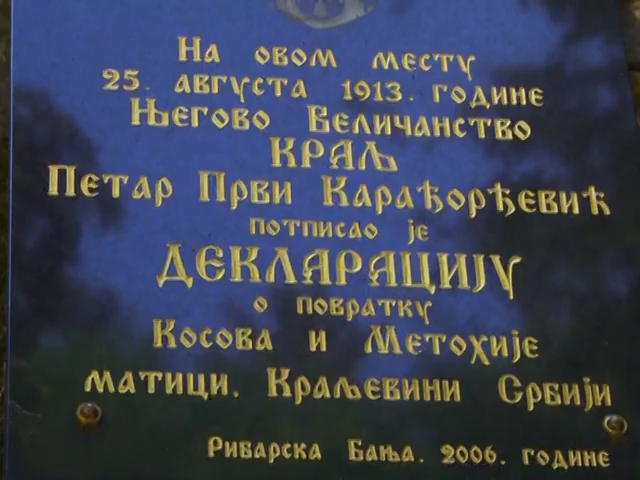 На овом месту
25. августа 1913. године
Његово Величанство
КРАЉ
Петар Први Карађорђевић
потписао је
ДЕКЛАРАЦИЈУ
о повратку
Косова и Метохије
матици. Краљевини Србији
Рибарска Бања. 2006. године